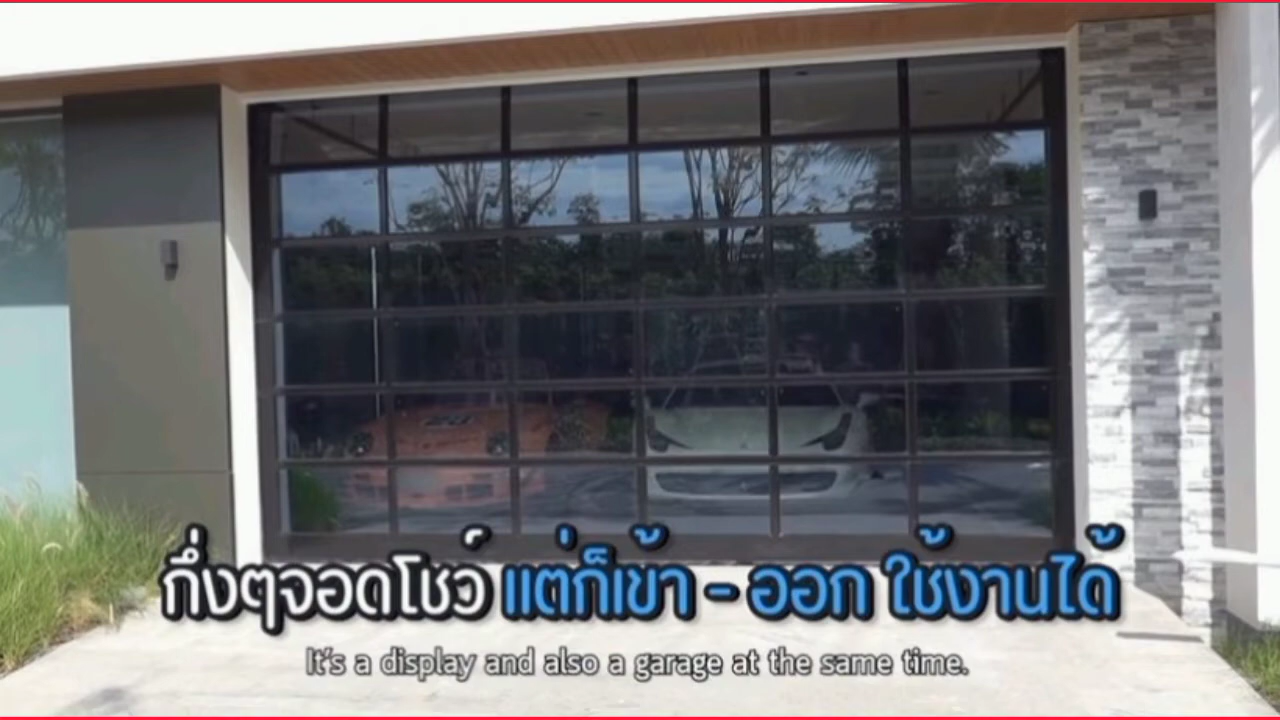 กึ่งๆจอดโชว์ แต่ก็เข้า - ออก ใช้งานได้
It's a display and also a garage at the same time.